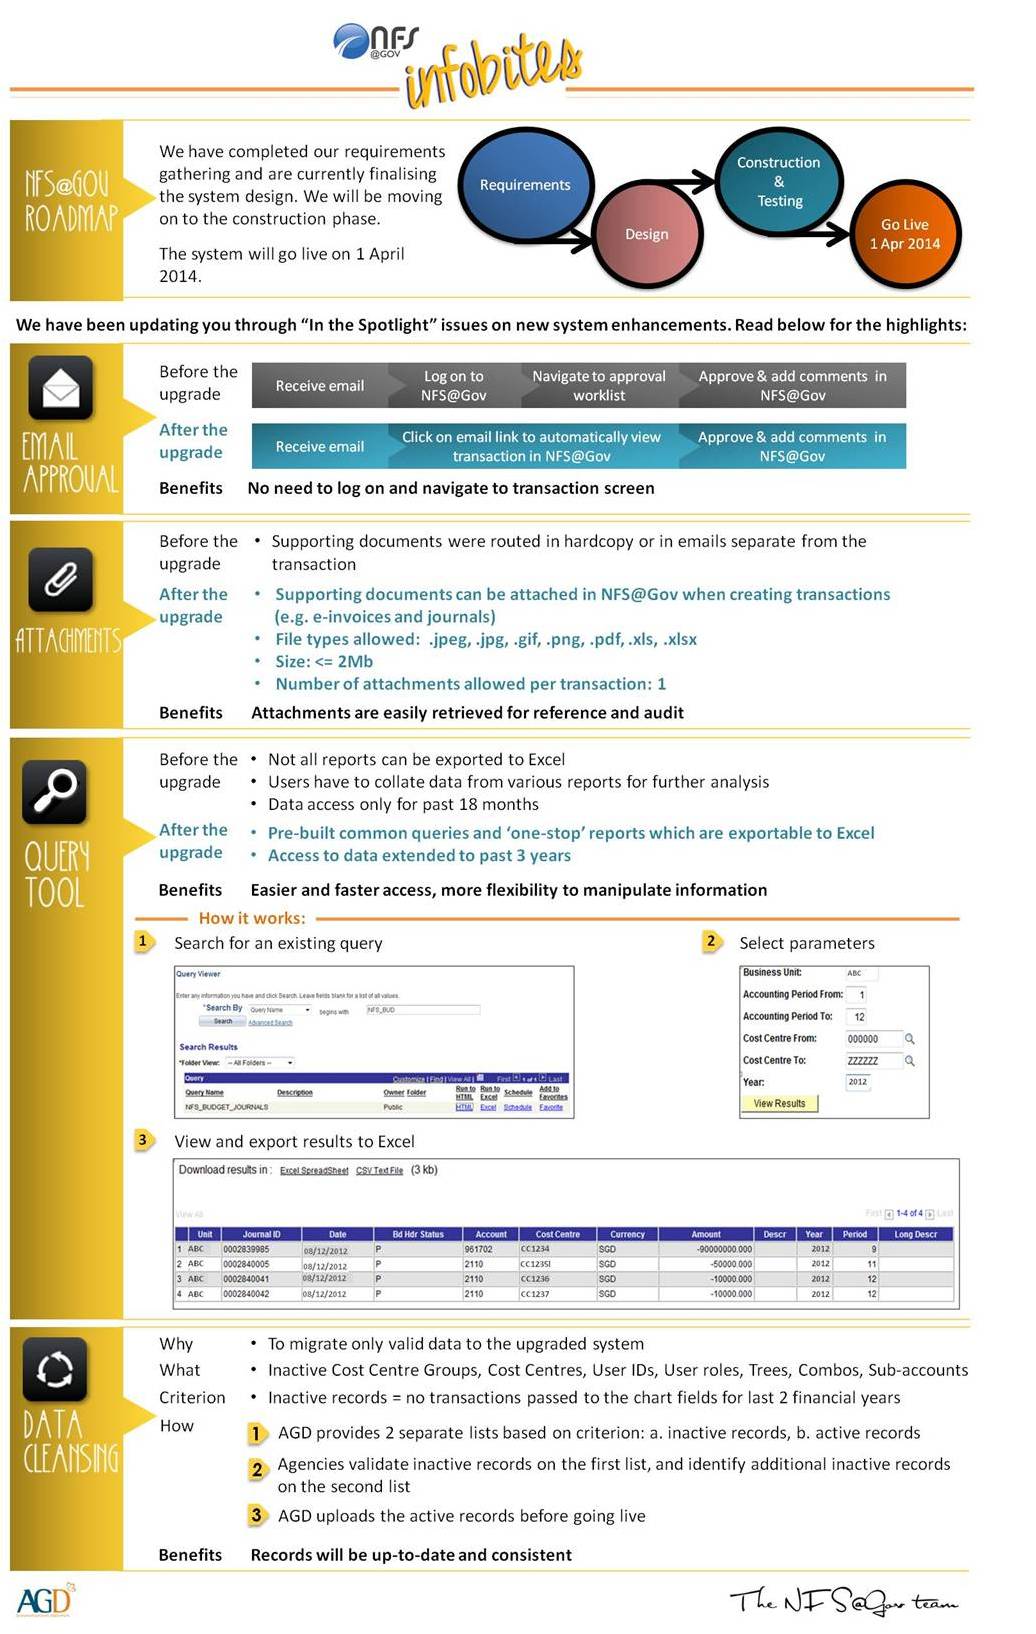 nfs
@GOV
infobites
NFS@GOV
ROADMAP
We have completed our requirements
gathering and are currently finalising
the system design. We will be moving
on to the construction phase.
The system will go live on 1 April
2014.
Requirements
Design
Construction
&
Testing
Go Live
1 Apr 2014
We have been updating you through “In the Spotlight” issues on new system enhancements. Read below for the highlights:
EMAIL
APPROVAL
Before the
upgrade
Receive email
Log on to
NFS@Gov
Navigate to approval
worklist
Approve & add comments in
NFS@Gov
After the
upgrade
Receive email
Click on email link to automatically view
transaction in NFS@Gov
Approve & add comments in
NFS@Gov
Benefits No need to log on and navigate to transaction screen
ATTACHMENTS
Before the
upgrade
• Supporting documents were routed in hardcopy or in emails separate from the
transaction
After the
upgrade
• Supporting documents can be attached in NFS@Gov when creating transactions
(e.g. e-invoices and journals)
• File types allowed: .jpeg, .jpg, .gif, .png, .pdf, .xls, .xlsx
• Size: <= 2Mb
• Number of attachments allowed per transaction: 1
Benefits Attachments are easily retrieved for reference and audit
QUERY
TOOL
Before the
upgrade
• Not all reports can be exported to Excel
• Users have to collate data from various reports for further analysis
• Data access only for past 18 months
After the
upgrade
• Pre-built common queries and ‘one-stop’ reports which are exportable to Excel
• Access to data extended to past 3 years
Benefits Easier and faster access, more flexibility to manipulate information
How it works:
1 Search for an existing query
Query Viewer
Enter any information you have and click Search. Leave fields blank for a list of all values.
*Search By Query Name begins with NFS_BUD
Search Advanced Search
Search Results
*Folder View: -- All Folders --
Query Customize | Find | View All | First 1 of 1 Last
Query Name Description Owner Folder Run to HTML Run to Excel Schedule Add to Favorites
NFS_BUDGET_JOURNALS Public HTML Excel Schedule Favorite
2 Select parameters
Business Unit: ABC
Accounting Period From: 1
Accounting Period To: 12
Cost Centre From: 000000
Cost Centre To: ZZZZZZ
Year: 2012
View Results
3 View and export results to Excel
Download results in : Excel SpreadSheet CSV Text File (3 kb)
View All First 1-4 of 4 Last
Unit Journal ID Date Bd Hdr Status Account Cost Centre Currency Amount Descr Year Period Long Descr
1 ABC 0002839985 08/12/2012 P 961702 CC1234 SGD -90000000.000 2012 9
2 ABC 0002840005 08/12/2012 P 2110 SGD -50000.000 2012 11
3 ABC 0002840041 08/12/2012 P 2110 CC1236 SGD -10000.000 2012 12
4 ABC 0002840042 08/12/2012 P 2110 CC1237 SGD -10000.000 2012 12
DATA
CLEANSING
Why • To migrate only valid data to the upgraded system
What • Inactive Cost Centre Groups, Cost Centres, User IDs, User roles, Trees, Combos, Sub-accounts
Criterion • Inactive records = no transactions passed to the chart fields for last 2 financial years
How
1 AGD provides 2 separate lists based on criterion: a. inactive records, b. active records
2 Agencies validate inactive records on the first list, and identify additional inactive records
on the second list
3 AGD uploads the active records before going live
Benefits Records will be up-to-date and consistent
AGD
The NFS@Gov team